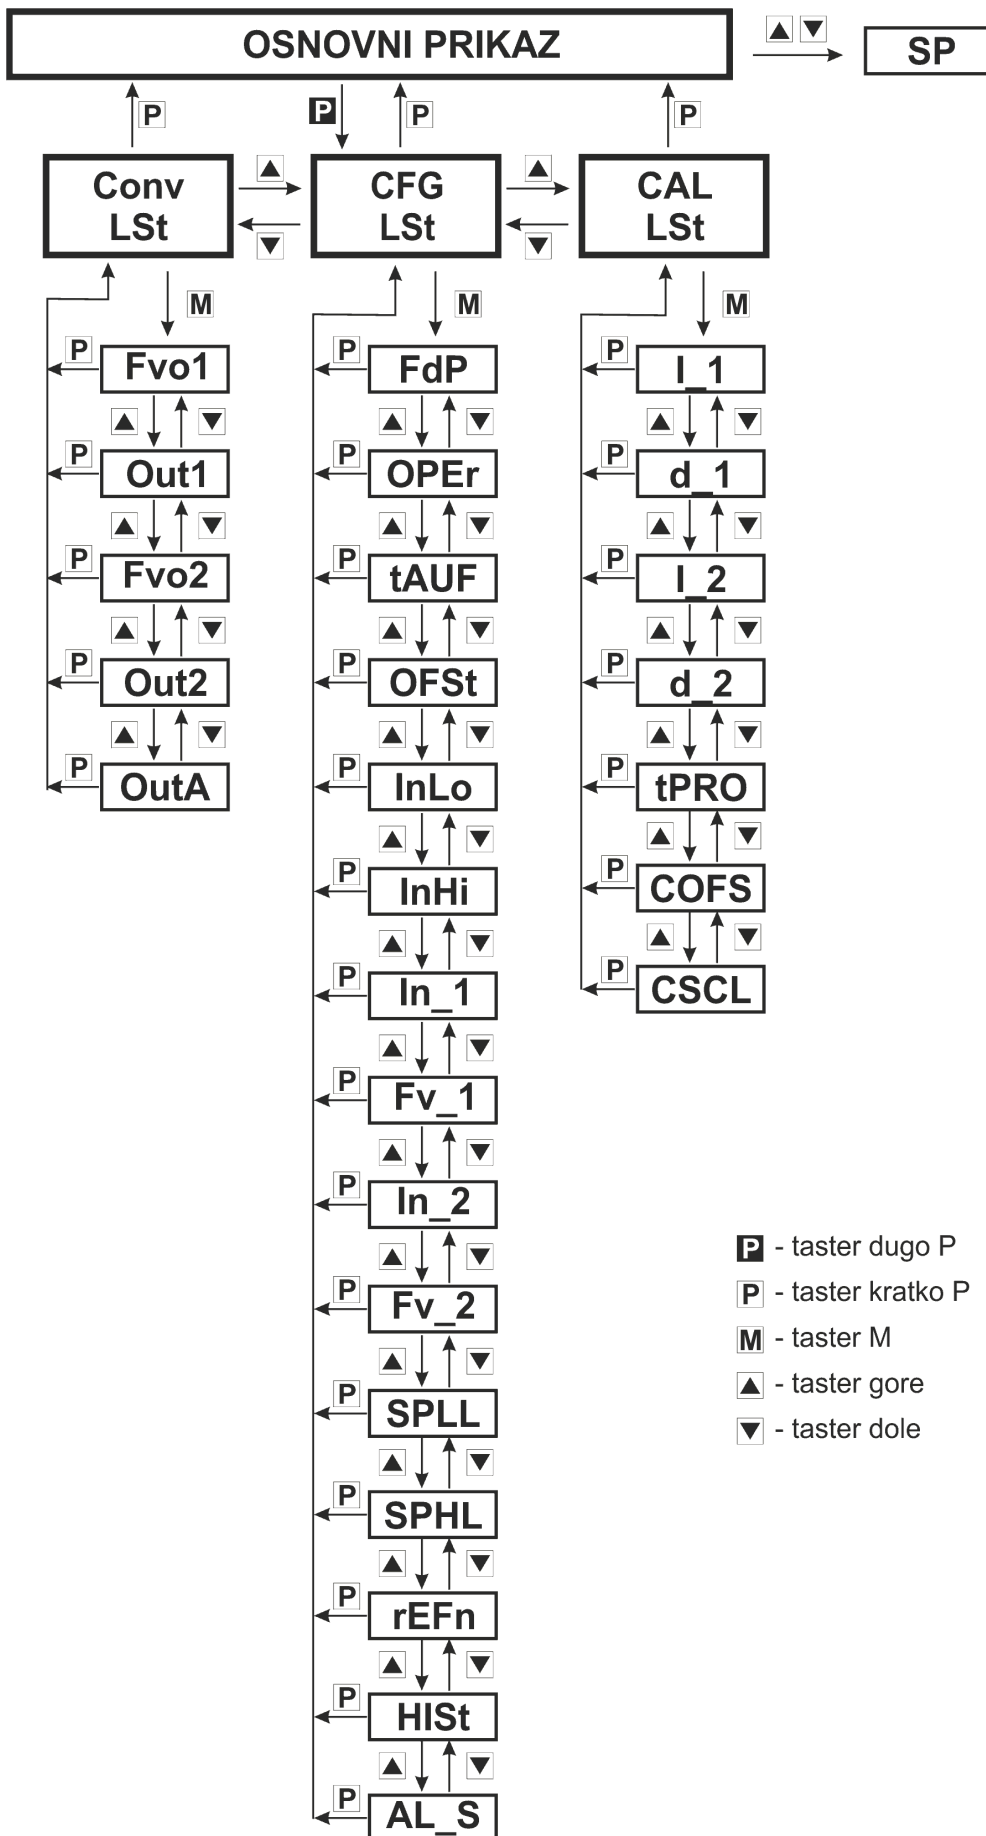 OSNOVNI PRIKAZ
▲ ▼
SP
P
P
P
P
Conv
LSt
▲
▼
CFG
LSt
▲
▼
CAL
LSt
M
M
M
P
Fvo1
▲ ▼
P
Out1
▲ ▼
P
Fvo2
▲ ▼
P
Out2
▲ ▼
P
OutA
P
FdP
▲ ▼
P
OPEr
▲ ▼
P
tAUF
▲ ▼
P
OFSt
▲ ▼
P
InLo
▲ ▼
P
InHi
▲ ▼
P
In_1
▲ ▼
P
Fv_1
▲ ▼
P
In_2
▲ ▼
P
Fv_2
▲ ▼
P
SPLL
▲ ▼
P
SPHL
▲ ▼
P
rEFn
▲ ▼
P
HISt
▲ ▼
P
AL_S
P
I_1
▲ ▼
P
d_1
▲ ▼
P
I_2
▲ ▼
P
d_2
▲ ▼
P
tPRO
▲ ▼
P
COFS
▲ ▼
P
CSCL
P - taster dugo P
P - taster kratko P
M - taster M
▲ - taster gore
▼ - taster dole